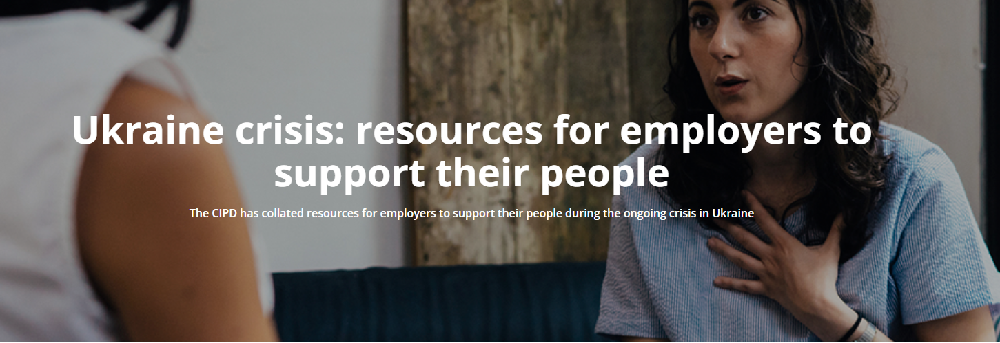 Ukraine crisis: resources for employers to
support their people
The CIPD has collated resources for employers to support their people during the ongoing crisis in Ukraine